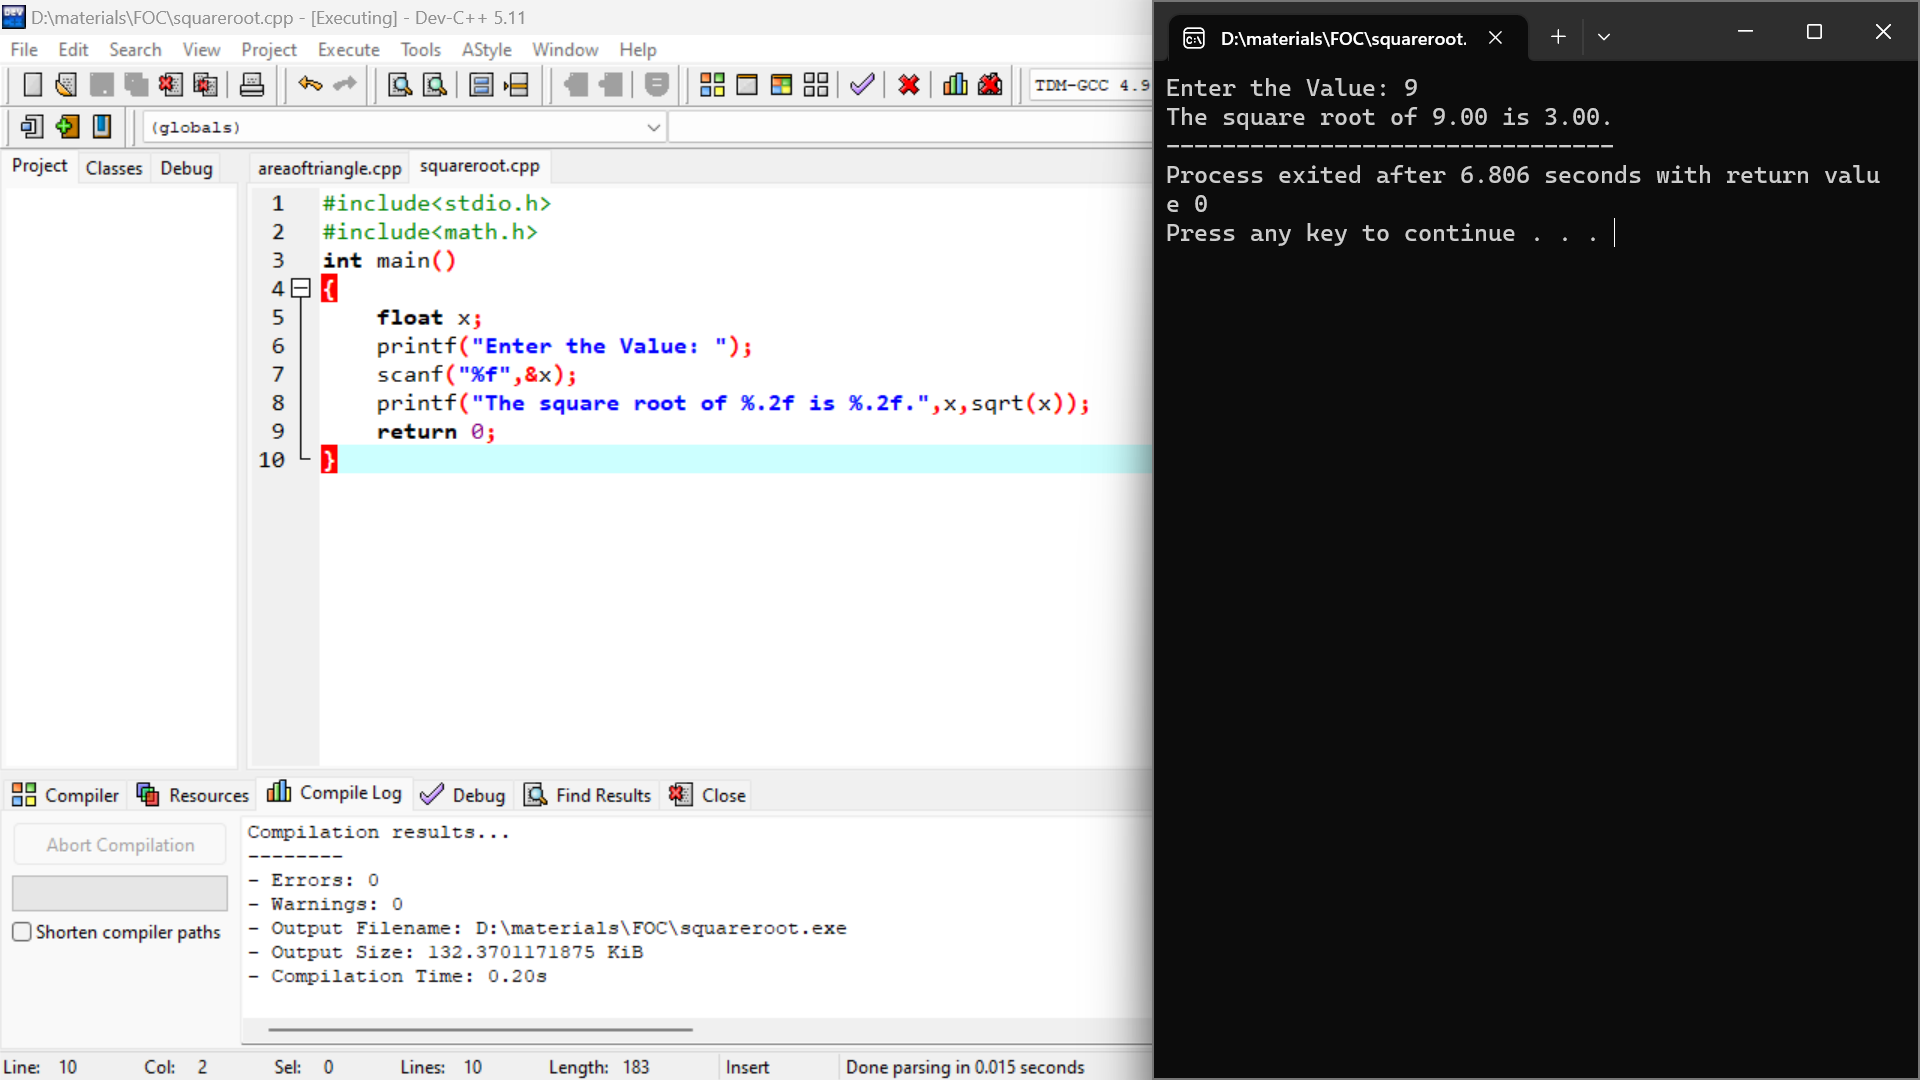 D:\materials\FOC\squareroot.cpp - [Executing] - Dev-C++ 5.11
File Edit Search View Project Execute Tools AStyle Window Help
TDM-GCC 4.9
(globals)
Project Classes Debug
areaoftriangle.cpp squareroot.cpp
1 #include<stdio.h>
2 #include<math.h>
3 int main()
4 {
5 float x;
6 printf("Enter the Value: ");
7 scanf("%f",&x);
8 printf("The square root of %.2f is %.2f.",x,sqrt(x));
9 return 0;
10 }
Compiler Resources Compile Log Debug Find Results Close
Abort Compilation
Shorten compiler paths
Compilation results...
--------
- Errors: 0
- Warnings: 0
- Output Filename: D:\materials\FOC\squareroot.exe
- Output Size: 132.3701171875 KiB
- Compilation Time: 0.20s
Line: 10 Col: 2 Sel: 0 Lines: 10 Length: 183 Insert Done parsing in 0.015 seconds
D:\materials\FOC\squareroot.
Enter the Value: 9
The square root of 9.00 is 3.00.
--------------------------------
Process exited after 6.806 seconds with return valu
e 0
Press any key to continue . . .